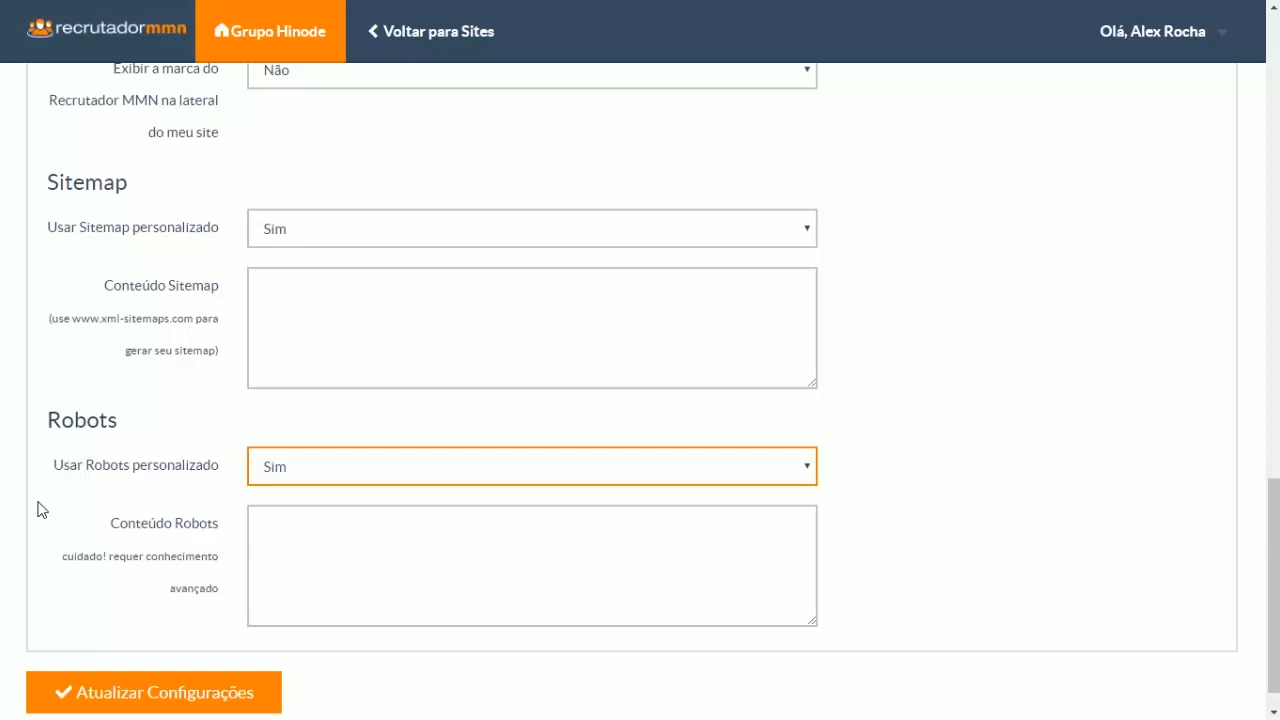 recrutadormmn Grupo Hinode Voltar para Sites Olá, Alex Rocha
Exibir a marca do Não
Recrutador MMN na lateral
do meu site
Sitemap
Usar Sitemap personalizado Sim
Conteúdo Sitemap
(use www.xml-sitemaps.com para
gerar seu sitemap)
Robots
Usar Robots personalizado Sim
Conteúdo Robots
cuidado! requer conhecimento
avançado
Atualizar Configurações